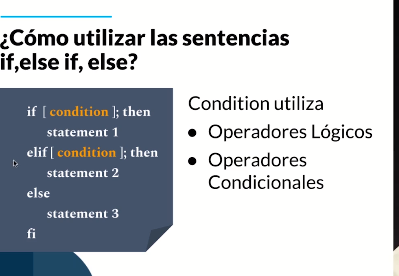 ¿Cómo utilizar las sentencias
if,else if, else?
if [ condition ]; then
statement 1
elif [ condition ]; then
statement 2
else
statement 3
fi
Condition utiliza
● Operadores Lógicos
● Operadores
Condicionales